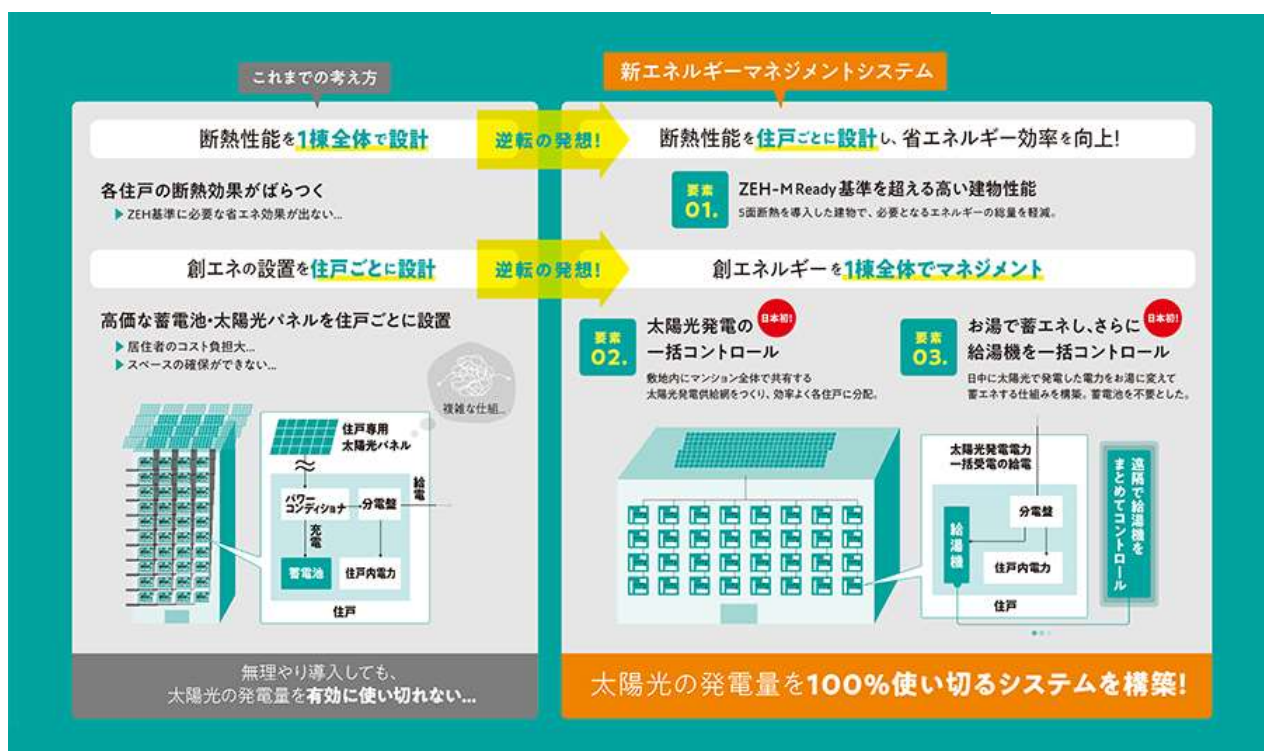 これまでの考え方
断熱性能を1棟全体で設計
各住戸の断熱効果がばらつく
▶ZEH基準に必要な省エネ効果が出ない...
創エネの設置を住戸ごとに設計
高価な蓄電池・太陽光パネルを住戸ごとに設置
▶居住者のコスト負担大...
▶スペースの確保ができない...
複雑な仕組...
住戸専用
太陽光パネル
パワー
コンディショナ
分電盤
給電
充電
蓄電池
住戸内電力
住戸
無理やり導入しても、
太陽光の発電量を有効に使い切れない...
逆転の発想!
逆転の発想!
新エネルギーマネジメントシステム
断熱性能を住戸ごとに設計し、省エネルギー効率を向上!
要素
01.
ZEH-M Ready基準を超える高い建物性能
5面断熱を導入した建物で、必要となるエネルギーの総量を軽減。
創エネルギーを1棟全体でマネジメント
要素
02.
太陽光発電の
一括コントロール
日本初!
敷地内にマンション全体で共有する
太陽光発電供給網をつくり、効率よく各住戸に分配。
要素
03.
お湯で蓄エネし、さらに
給湯機を一括コントロール
日本初!
日中に太陽光で発電した電力をお湯に変えて
蓄エネする仕組みを構築。蓄電池を不要とした。
太陽光発電電力
一括受電の給電
分電盤
給湯機
住戸内電力
住戸
遠隔で給湯機を
まとめてコントロール
太陽光の発電量を100%使い切るシステムを構築!